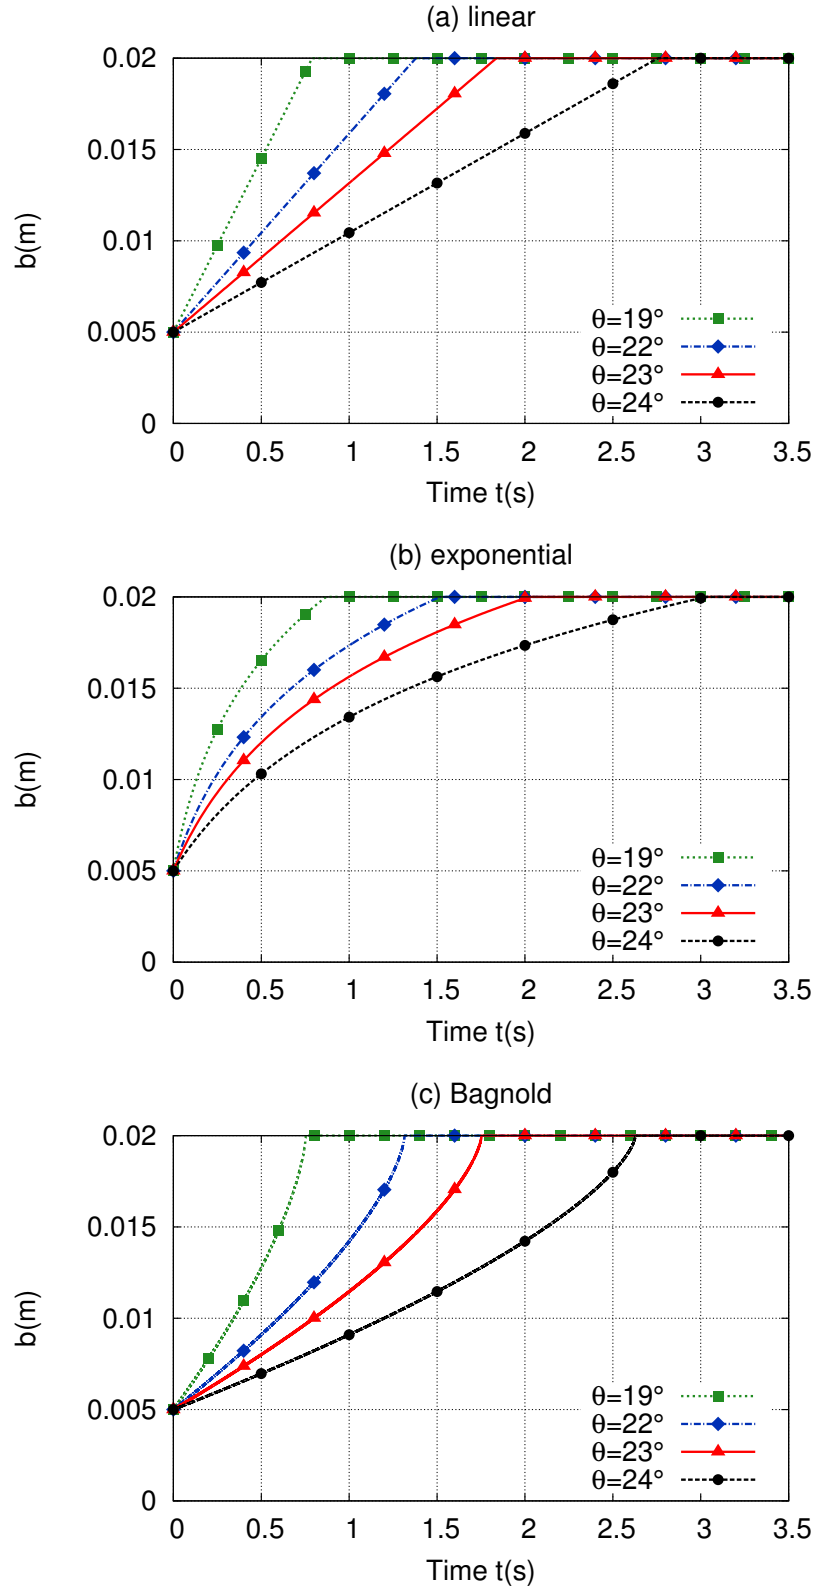 (a) linear
0.02
0.015
0.01
0.005
0
b(m)
θ=19°
θ=22°
θ=23°
θ=24°
0 0.5 1 1.5 2 2.5 3 3.5
Time t(s)
(b) exponential
0.02
0.015
0.01
0.005
0
b(m)
θ=19°
θ=22°
θ=23°
θ=24°
0 0.5 1 1.5 2 2.5 3 3.5
Time t(s)
(c) Bagnold
0.02
0.015
0.01
0.005
0
b(m)
θ=19°
θ=22°
θ=23°
θ=24°
0 0.5 1 1.5 2 2.5 3 3.5
Time t(s)